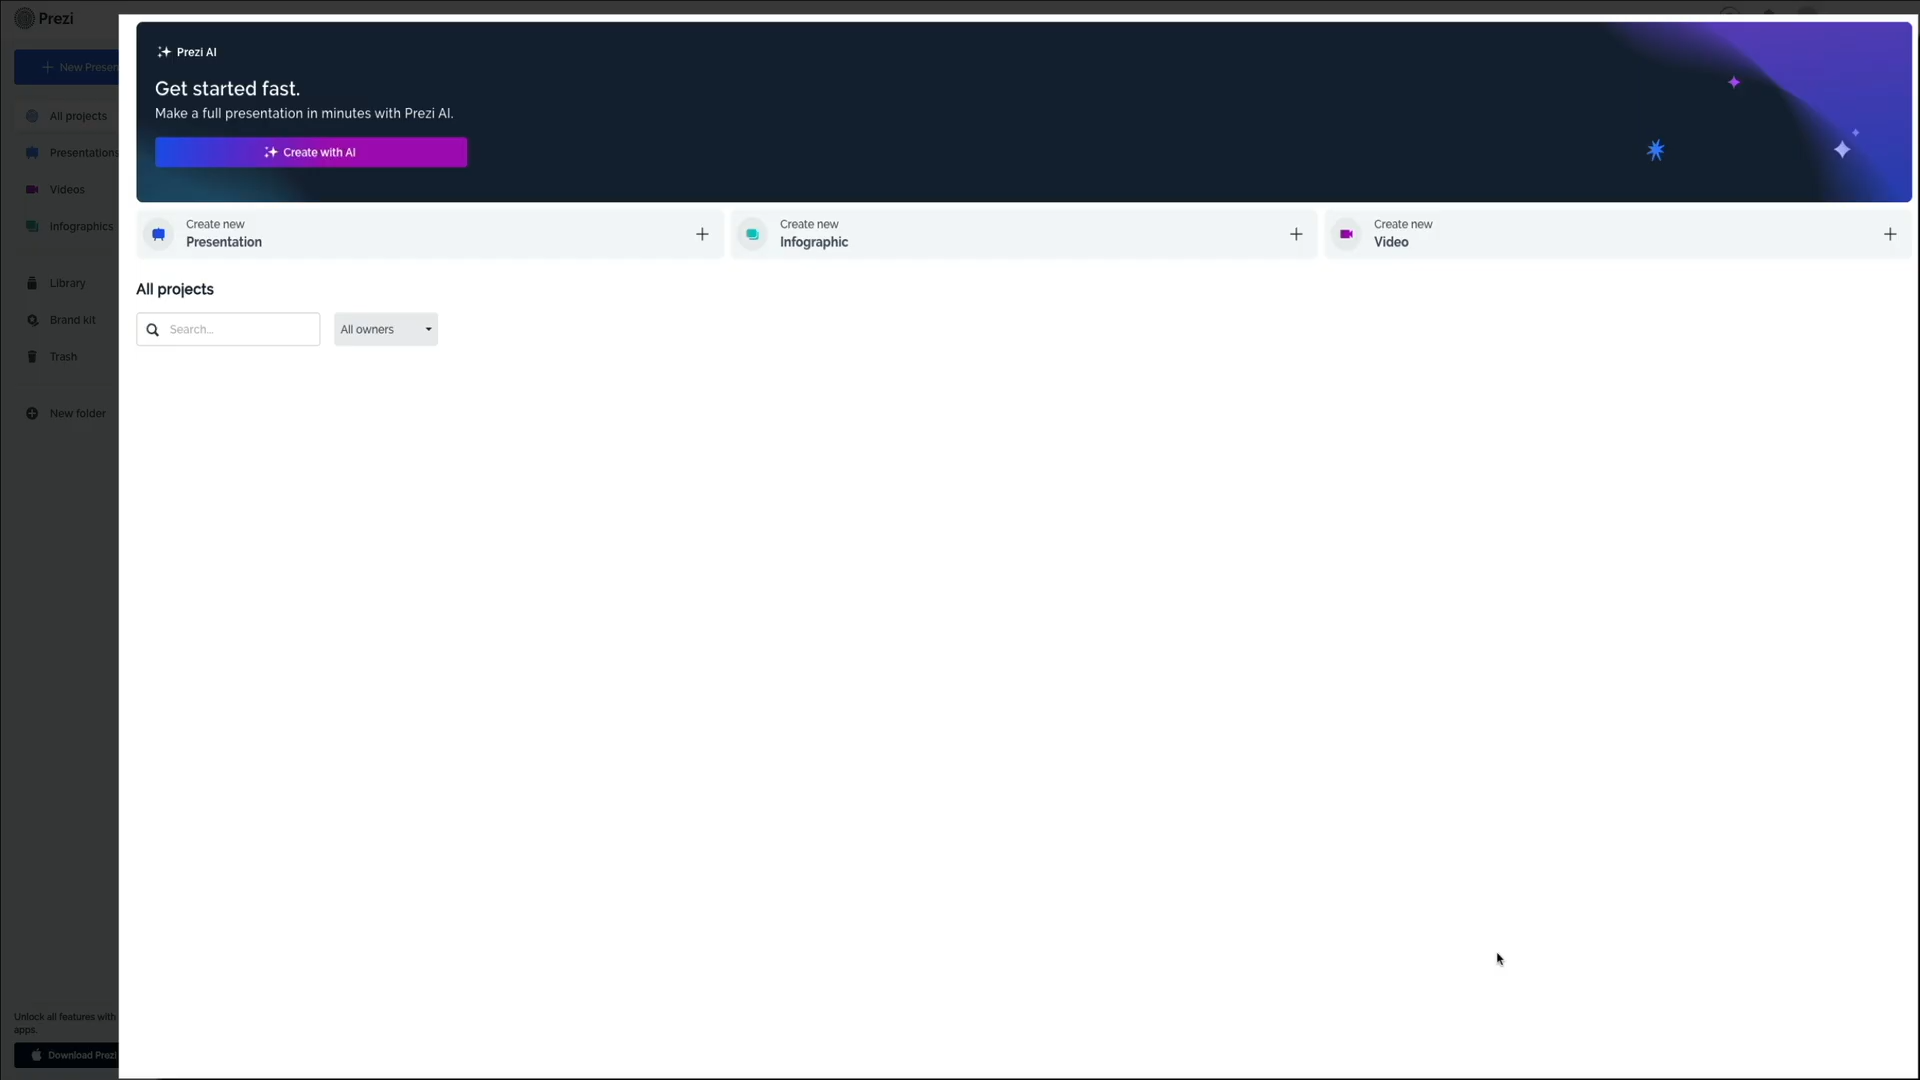 Prezi
New Presen
All projects
Presentations
Videos
Infographics
Library
Brand kit
Trash
New folder
Unlock all features with
apps.
Download Prezi
Prezi AI
Get started fast.
Make a full presentation in minutes with Prezi AI.
Create with AI
Create new
Presentation
Create new
Infographic
Create new
Video
All projects
Search...
All owners